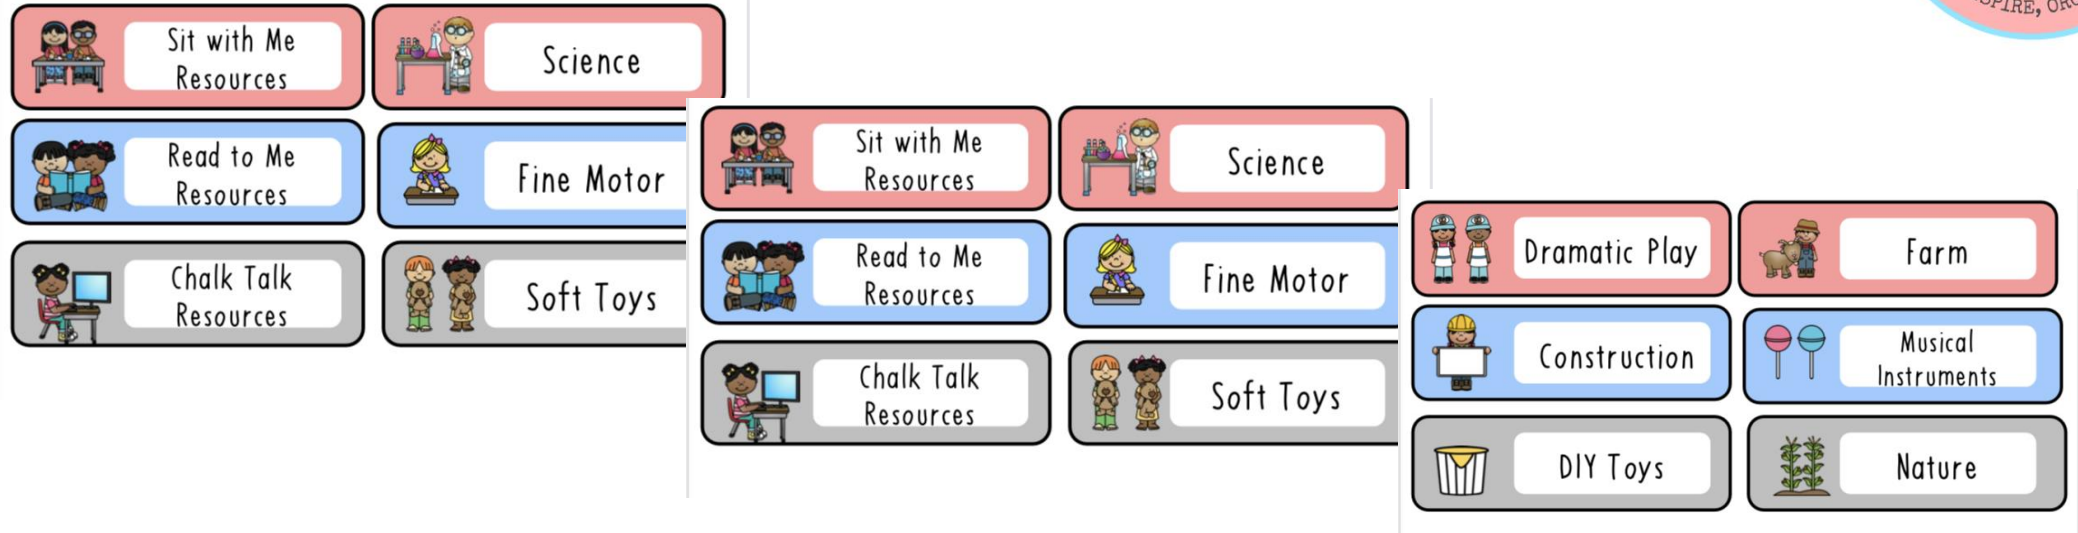 Sit with Me
Resources
Science
Read to Me
Resources
Fine Motor
Chalk Talk
Resources
Soft Toys
Sit with Me
Resources
Science
Read to Me
Resources
Fine Motor
Chalk Talk
Resources
Soft Toys
Dramatic Play
Farm
Construction
Musical
Instruments
DIY Toys
Nature